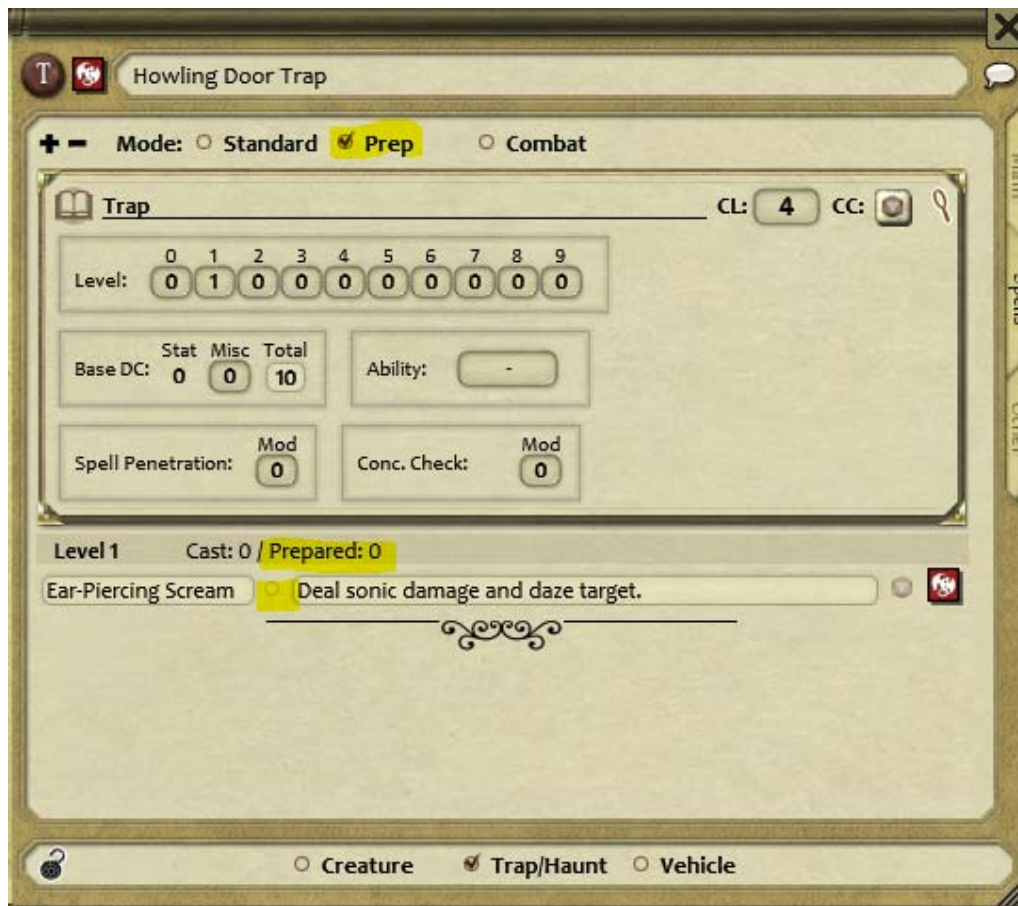 T Howling Door Trap
Mode: Standard Prep Combat
Trap CL: 4 CC:
0 1 2 3 4 5 6 7 8 9
Level: 0 1 0 0 0 0 0 0 0 0
Stat Misc Total
Base DC: 0 0 10 Ability: -
Mod Mod
Spell Penetration: 0 Conc. Check: 0
Level 1 Cast: 0 / Prepared: 0
Ear-Piercing Scream Deal sonic damage and daze target.
Creature Trap/Haunt Vehicle
Main
Spells
Other